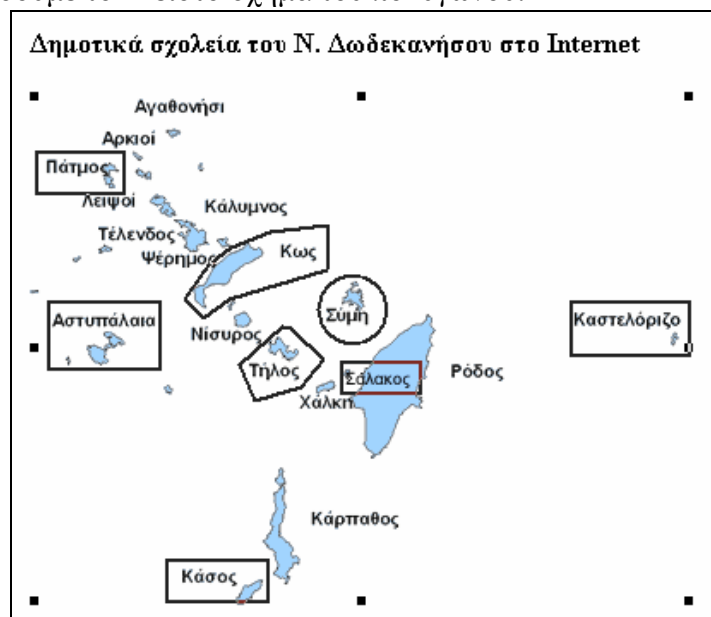 Δημοτικά σχολεία του Ν. Δωδεκανήσου στο Internet
Αγαθονήσι
Αρκιοί
Πάτμος
Λειψοί
Κάλυμνος
Τέλενδος
Ψέρημος
Κως
Αστυπάλαια
Σύμη
Καστελόριζο
Νίσυρος
Τήλος
Σάλακος
Ρόδος
Χάλκη
Κάρπαθος
Κάσος